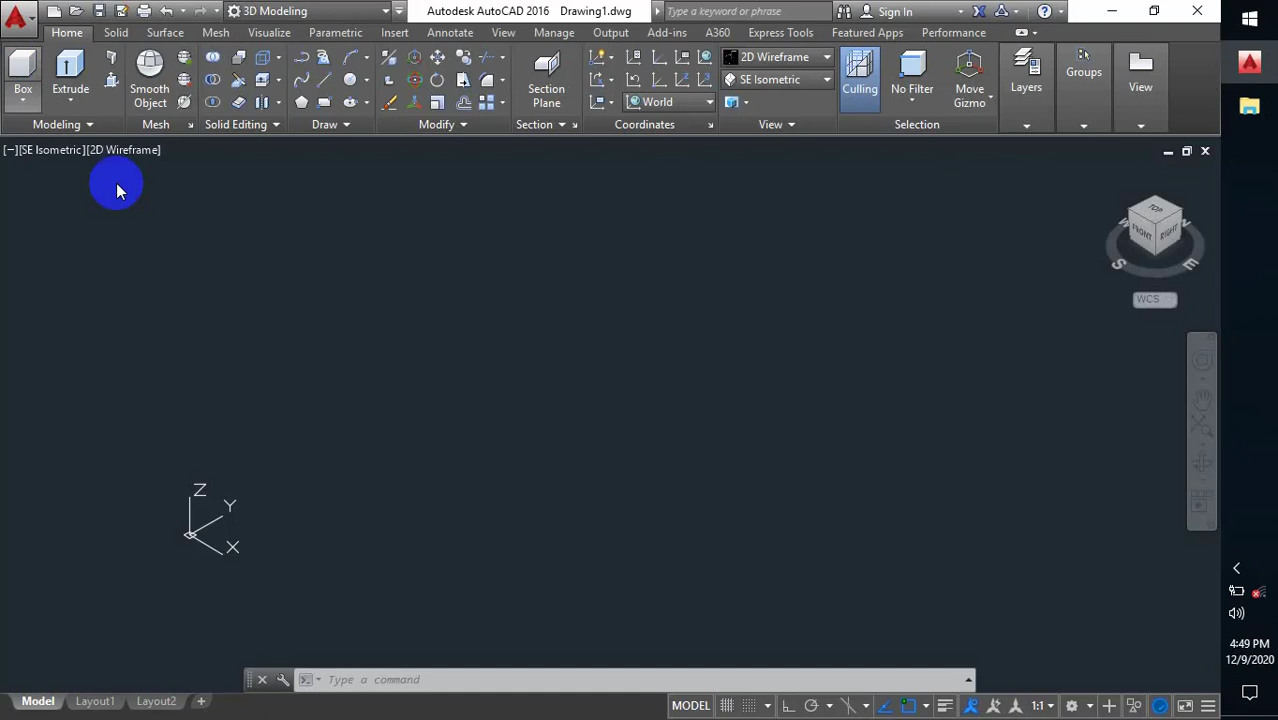 3D Modeling
Autodesk AutoCAD 2016 Drawing1.dwg
Type a keyword or phrase
Sign In
Home Solid Surface Mesh Visualize Parametric Insert Annotate View Manage Output Add-ins A360 Express Tools Featured Apps Performance
Box
Extrude
Smooth
Object
Section
Plane
World
2D Wireframe
SE Isometric
Culling
No Filter
Move
Gizmo
Layers
Groups
View
Modeling Mesh Solid Editing Draw Modify Section Coordinates View Selection
[−][SE Isometric][2D Wireframe]
TOP
FRONT
RIGHT
W
N
S
E
WCS
Z
Y
X
Type a command
Model Layout1 Layout2
MODEL
1:1
4:49 PM
12/9/2020